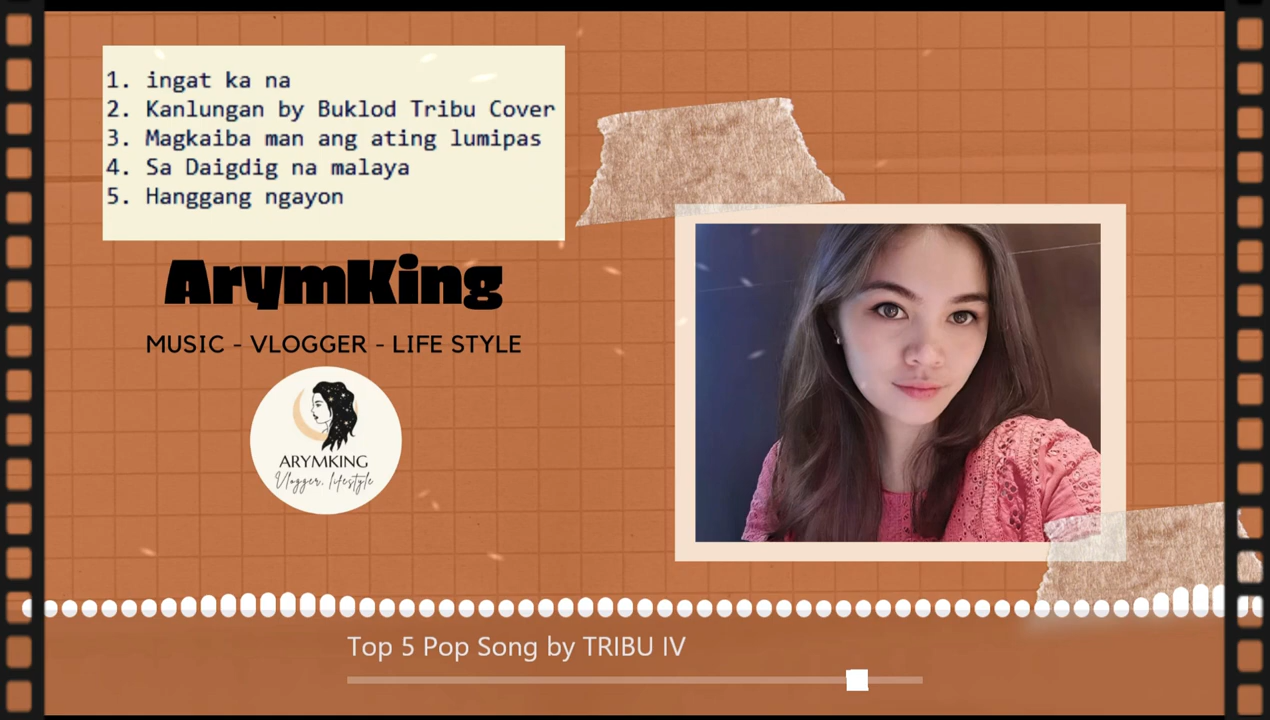 1. ingat ka na
2. Kanlungan by Buklod Tribu Cover
3. Magkaiba man ang ating lumipas
4. Sa Daigdig na malaya
5. Hanggang ngayon
ArymKing
MUSIC - VLOGGER - LIFE STYLE
ARYMKING
Vlogger, lifestyle
Top 5 Pop Song by TRIBU IV